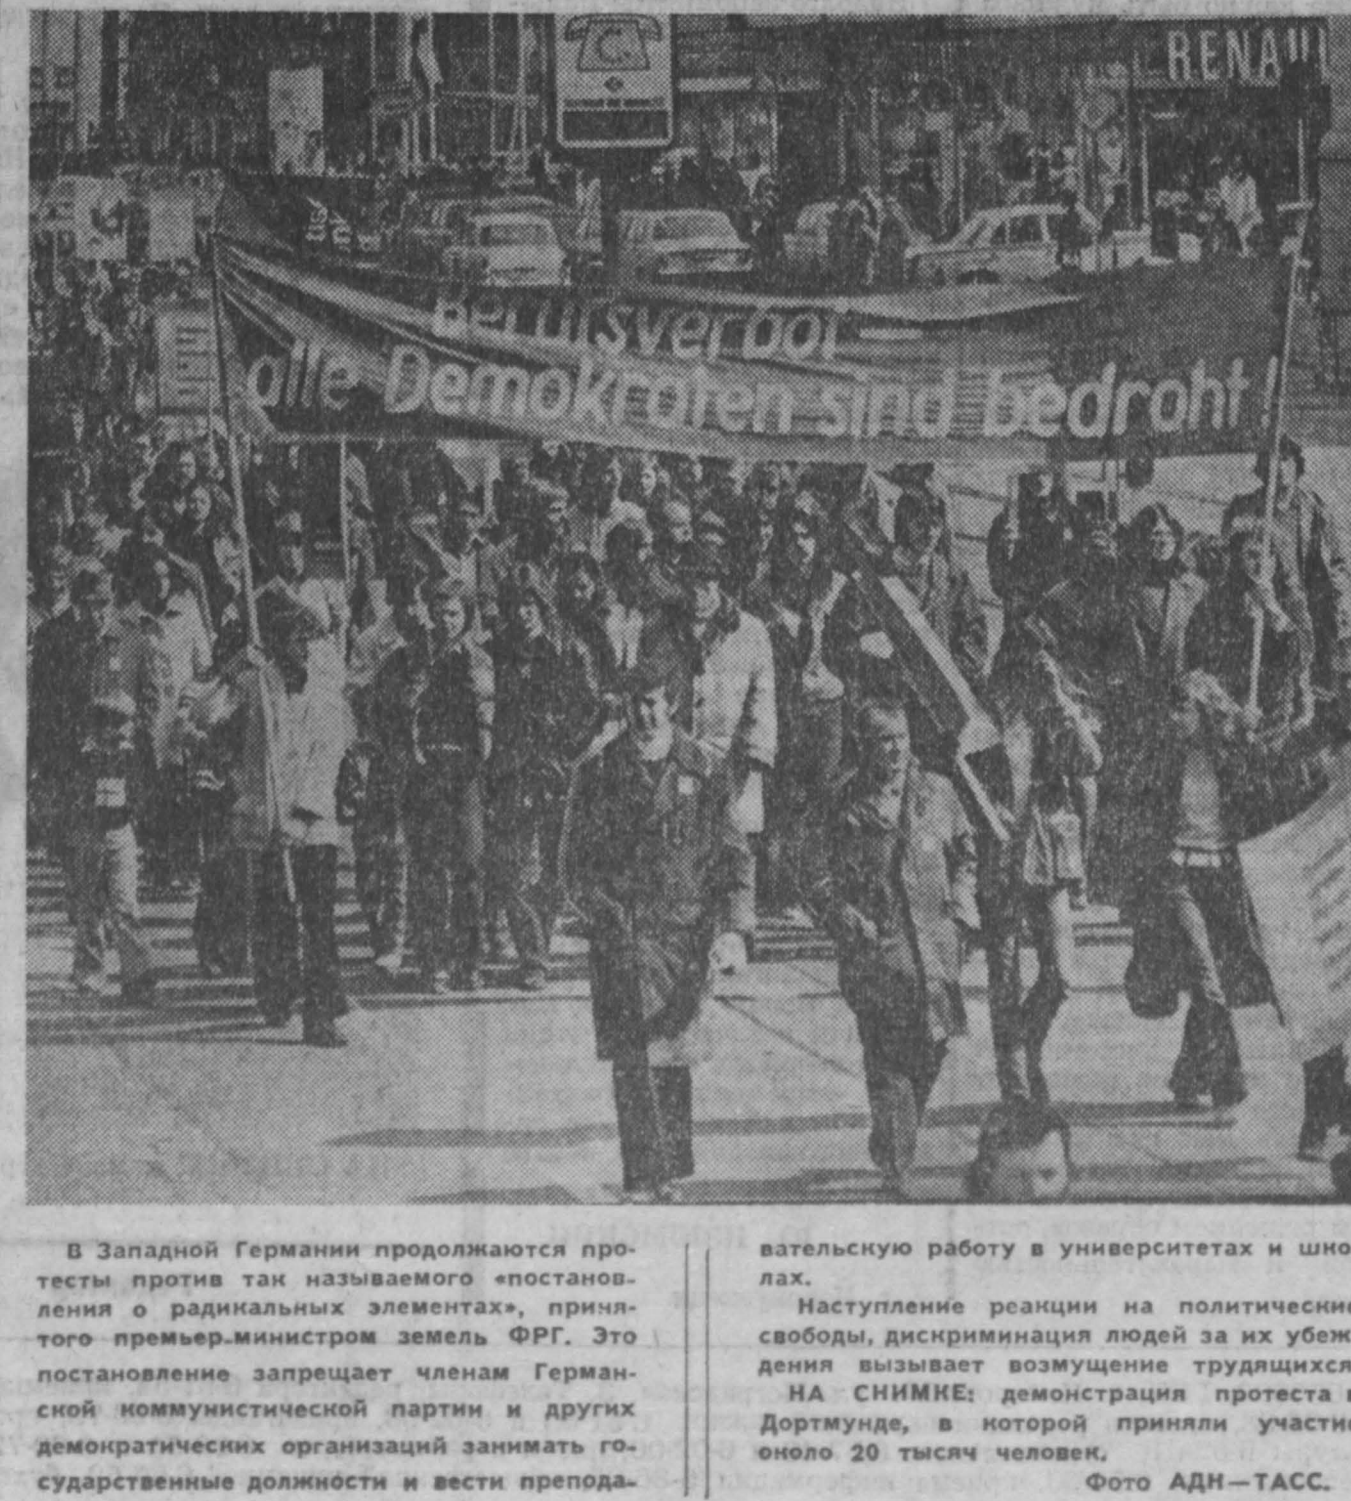 RENAUL
Berufsverbot —
alle Demokraten sind bedroht!
В Западной Германии продолжаются про-
тесты против так называемого «постанов-
ления о радикальных элементах», приня-
того премьер-министром земель ФРГ. Это
постановление запрещает членам Герман-
ской коммунистической партии и других
демократических организаций занимать го-
сударственные должности и вести препода-
вательскую работу в университетах и шко
лах.
Наступление реакции на политические
свободы, дискриминация людей за их убеж
дения вызывает возмущение трудящихся
НА СНИМКЕ: демонстрация протеста в
Дортмунде, в которой приняли участие
около 20 тысяч человек.
Фото АДН—ТАСС.